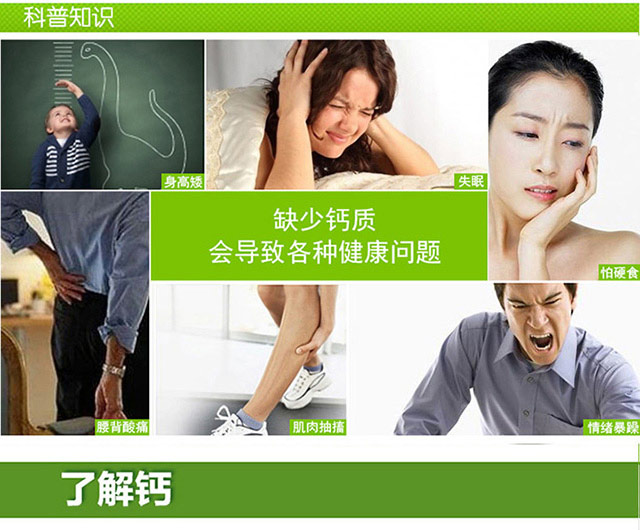 科普知识
身高矮
失眠
缺少钙质
会导致各种健康问题
怕硬食
腰背酸痛
肌肉抽搐
情绪暴躁
了解钙